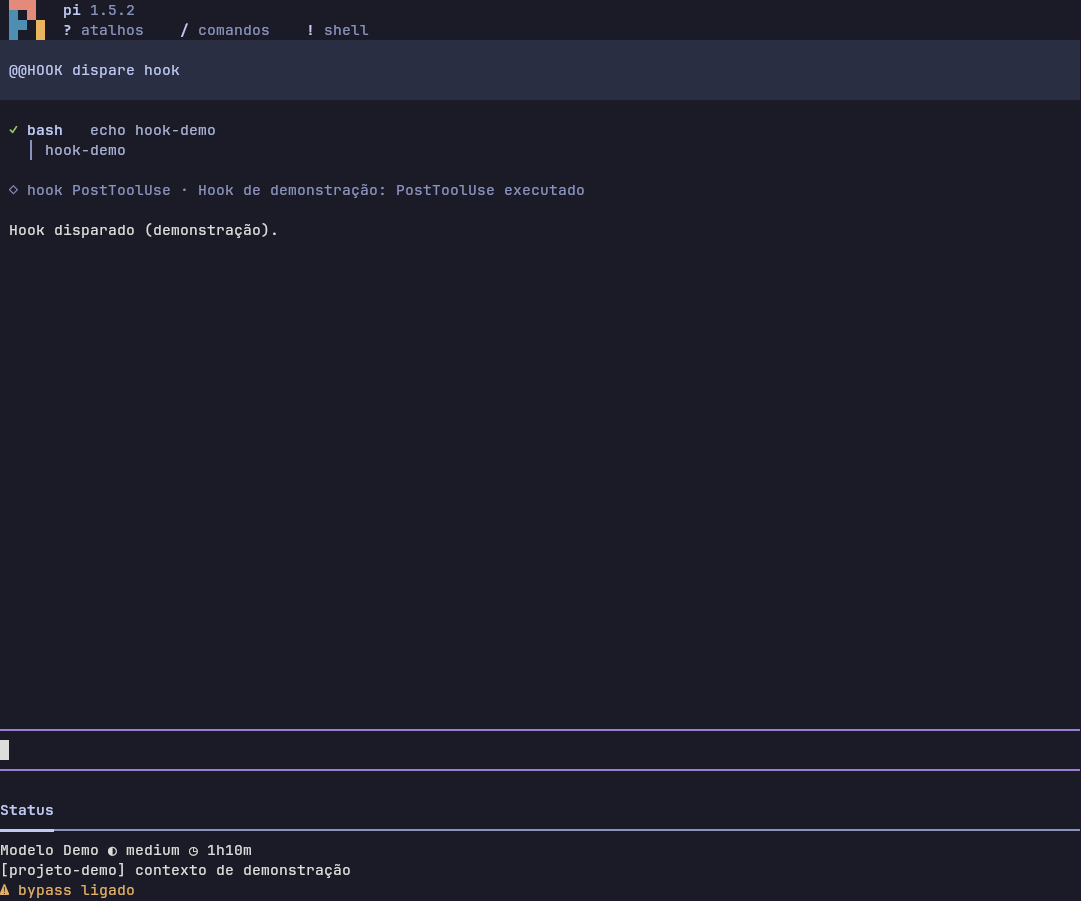 pi 1.5.2
? atalhos / comandos ! shell
@@HOOK dispare hook
✓ bash echo hook-demo
hook-demo
◇ hook PostToolUse · Hook de demonstração: PostToolUse executado
Hook disparado (demonstração).
Status
Modelo Demo ◐ medium ◷ 1h10m
[projeto-demo] contexto de demonstração
⚠ bypass ligado